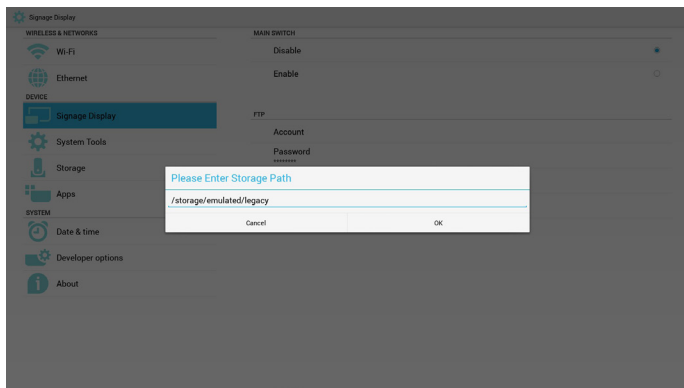 Signage Display
WIRELESS & NETWORKS
Wi-Fi
Ethernet
DEVICE
Signage Display
System Tools
Storage
Apps
SYSTEM
Date & time
Developer options
About
MAIN SWITCH
Disable
Enable
FTP
Account
Password
********
Please Enter Storage Path
/storage/emulated/legacy
Cancel
OK